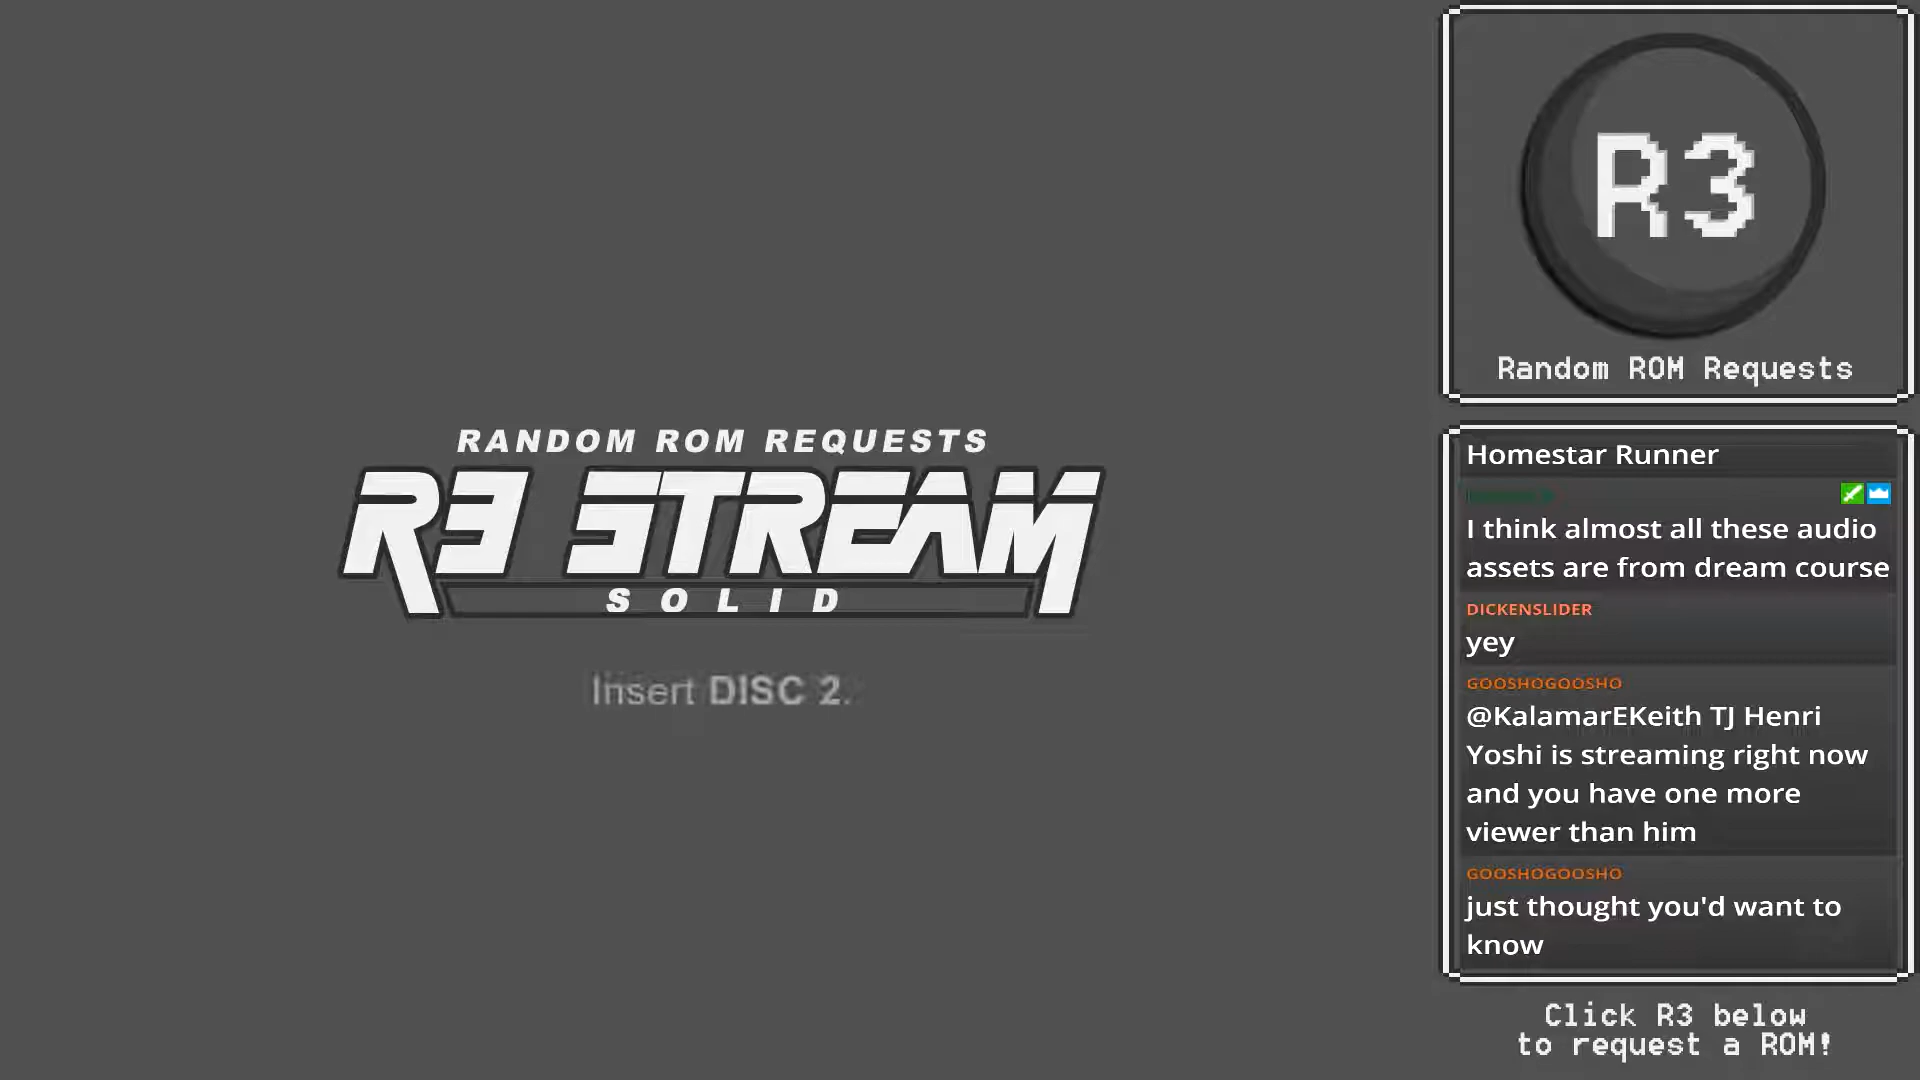 RANDOM ROM REQUESTS
R3 STREAM
SOLID
Insert DISC 2.
R3
Random ROM Requests
Homestar Runner
I think almost all these audio
assets are from dream course
DICKENSLIDER
yey
GOOSHOGOOSHO
@KalamarEKeith TJ Henri
Yoshi is streaming right now
and you have one more
viewer than him
GOOSHOGOOSHO
just thought you'd want to
know
Click R3 below
to request a ROM!